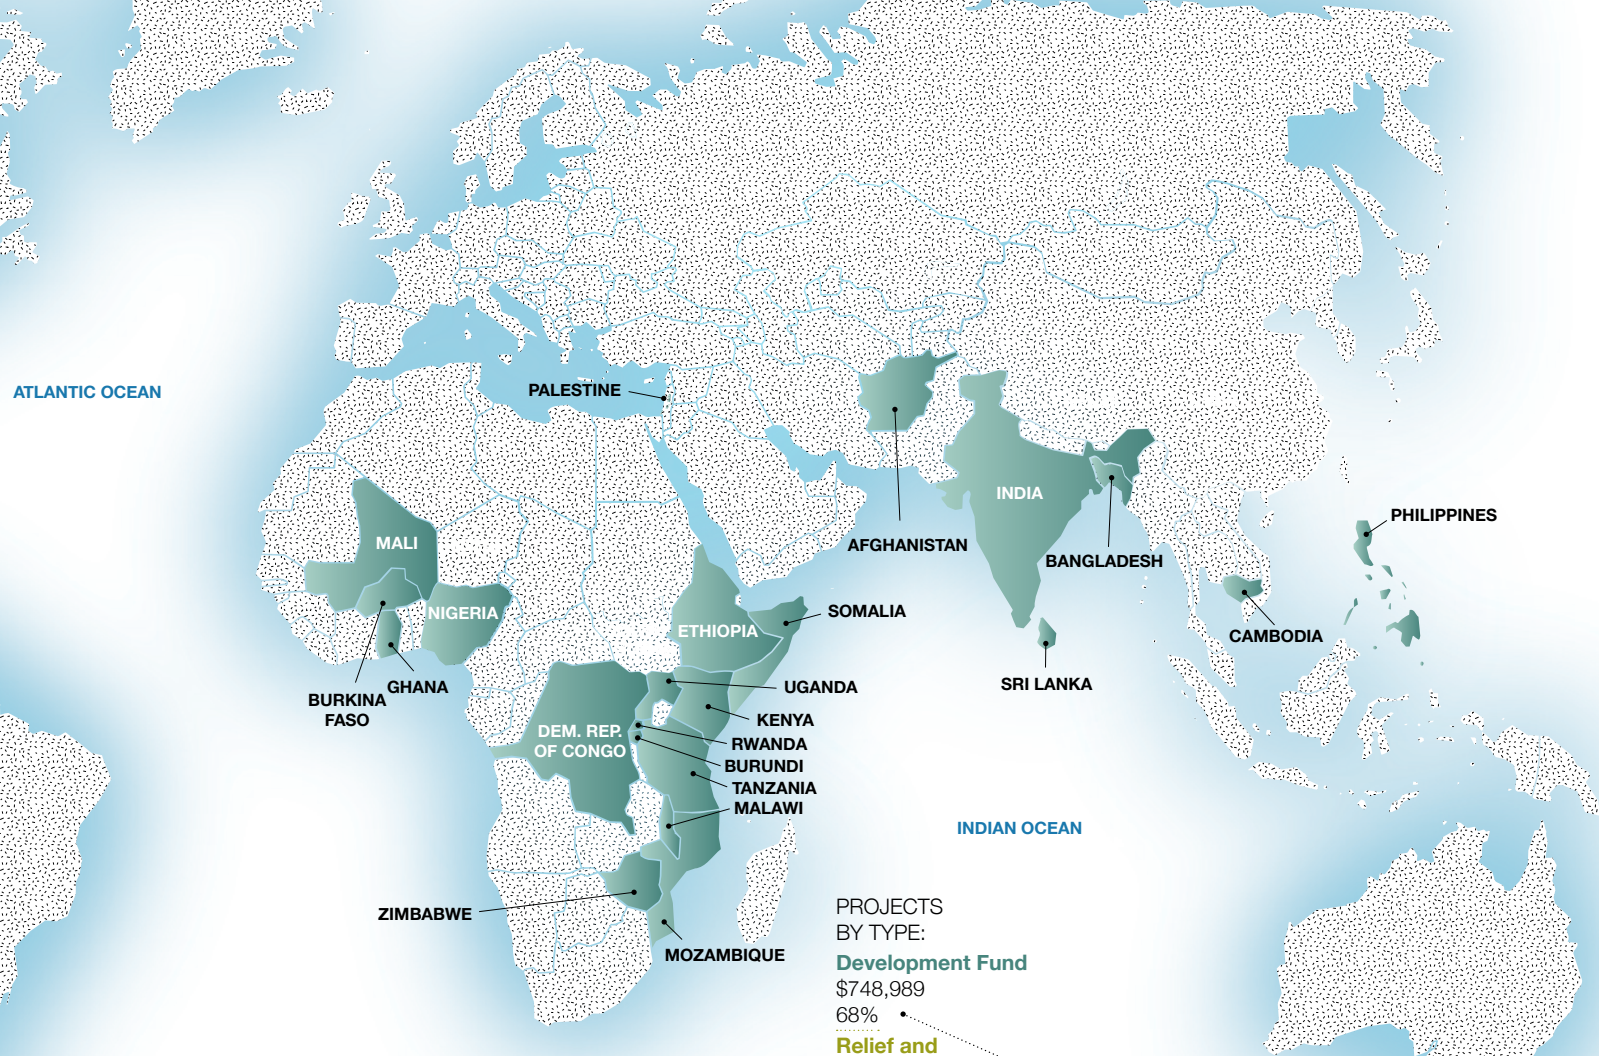 ATLANTIC OCEAN
PALESTINE
MALI
NIGERIA
BURKINA
FASO
GHANA
ETHIOPIA
SOMALIA
UGANDA
KENYA
RWANDA
BURUNDI
TANZANIA
MALAWI
DEM. REP.
OF CONGO
ZIMBABWE
MOZAMBIQUE
AFGHANISTAN
INDIA
BANGLADESH
SRI LANKA
PHILIPPINES
CAMBODIA
INDIAN OCEAN
PROJECTS
BY TYPE:
Development Fund
$748,989
68%
Relief and